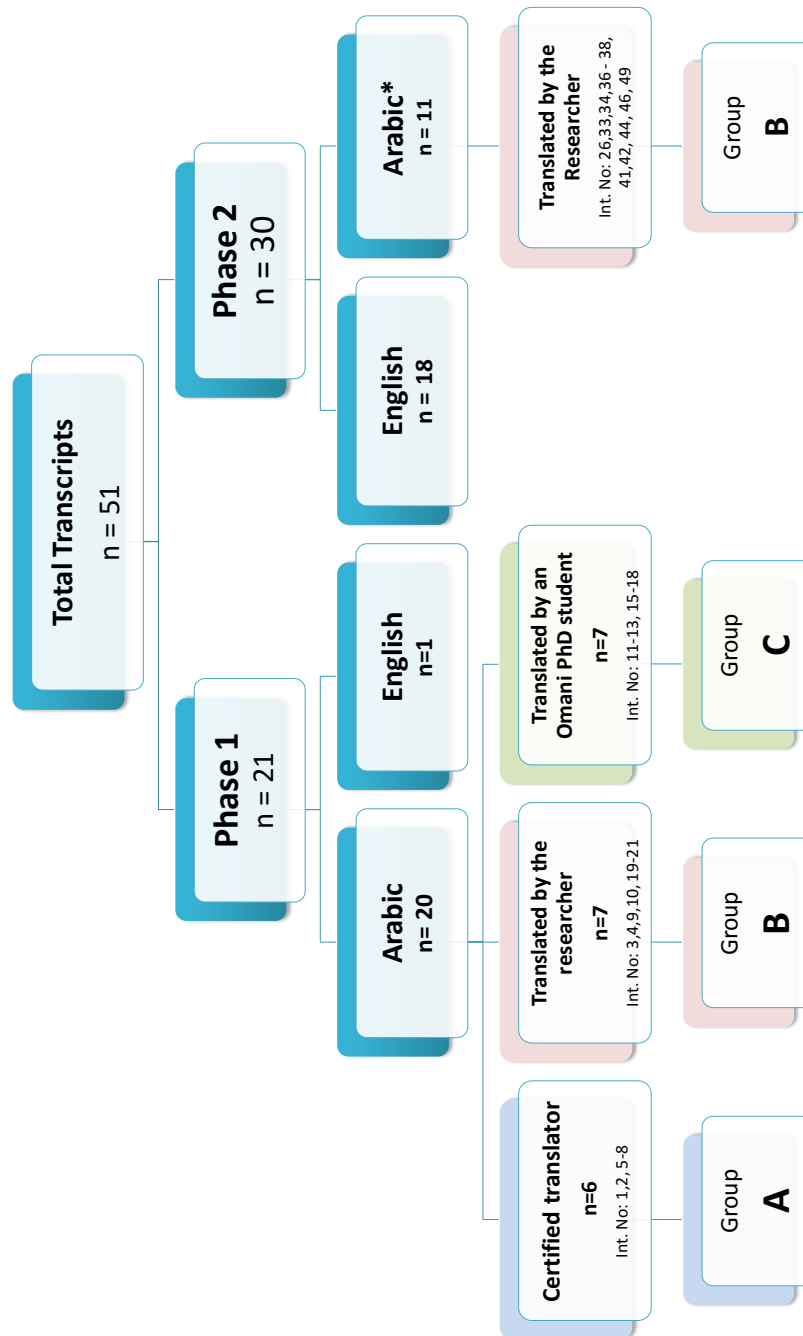 Total Transcripts
n = 51
Phase 1
n = 21
Phase 2
n = 30
Arabic
n= 20
English
n=1
English
n = 18
Arabic*
n = 11
Certified translator
n=6
Int. No: 1,2, 5-8
Translated by the
researcher
n=7
Int. No: 3,4,9,10, 19-21
Translated by an
Omani PhD student
n=7
Int. No: 11-13, 15-18
Translated by the
Researcher
Int. No: 26,33,34,36 - 38,
41,42, 44, 46, 49
Group
A
Group
B
Group
C
Group
B